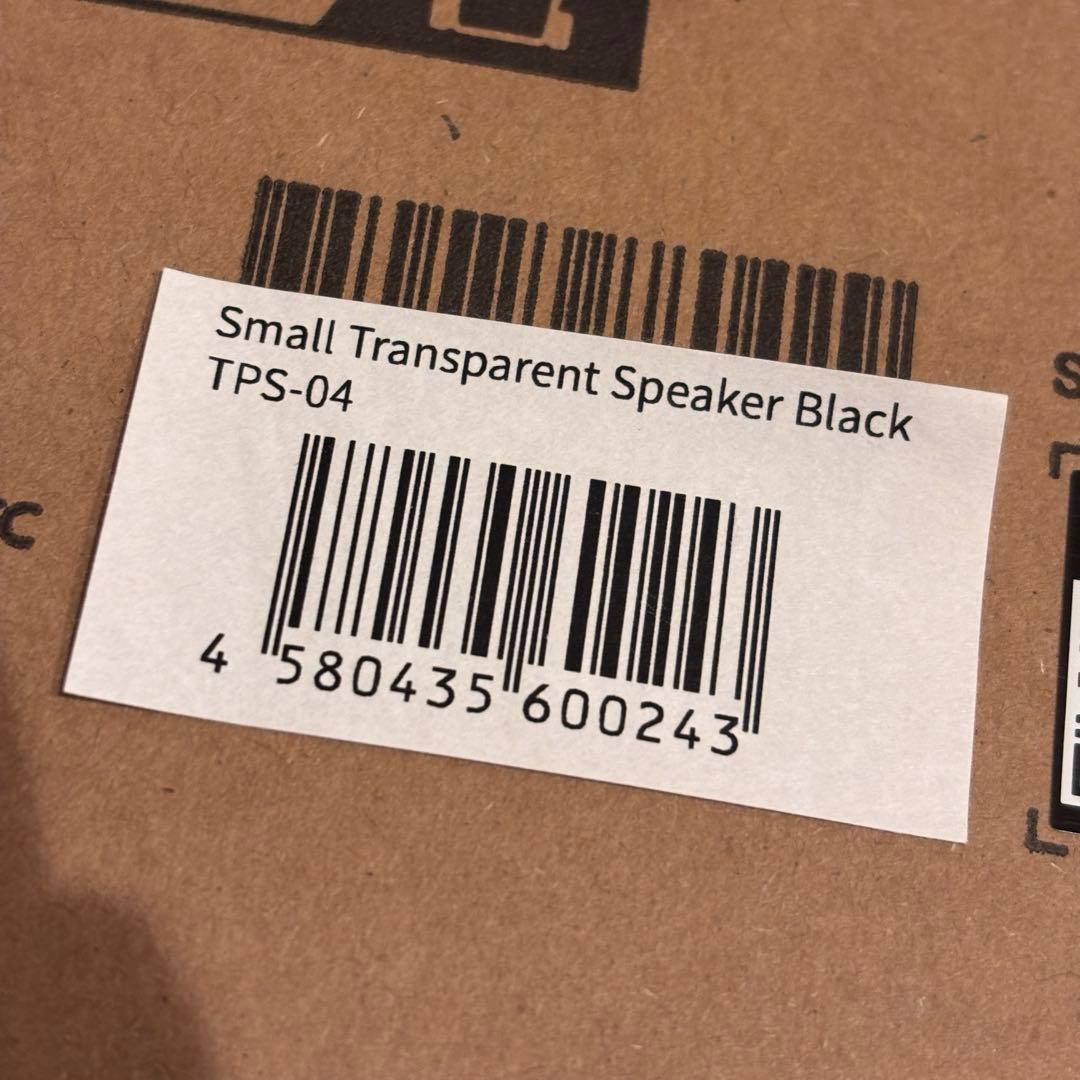 Small Transparent Speaker Black
TPS-04
4 580435 600243